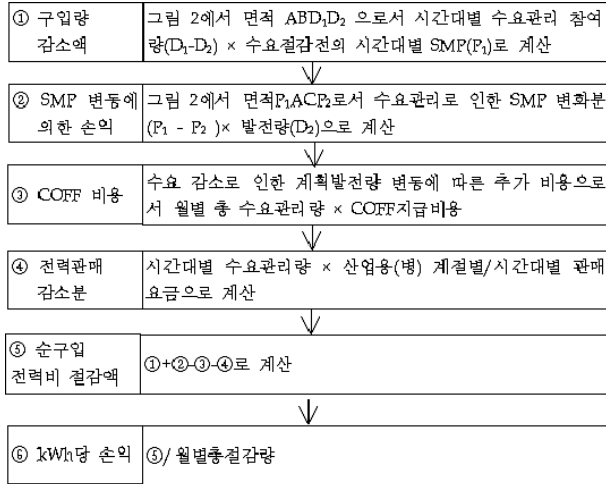 ① 구입량
감소액
그림 2에서 면적 ABD₁D₂ 으로서 시간대별 수요관리 참여
량(D₁-D₂) × 수요절감전의 시간대별 SMP(P₁)로 계산
② SMP 변동에
의한 손익
그림 2에서 면적P₁ACP₂로서 수요관리로 인한 SMP 변화분
(P₁ - P₂ )× 발전량(D₂)으로 계산
③ COFF 비용
수요 감소로 인한 계획발전량 변동에 따른 추가 비용으로
서 월별 총 수요관리량 × COFF지급비용
④ 전력판매
감소분
시간대별 수요관리량 × 산업용(병) 계절별/시간대별 판매
요금으로 계산
⑤ 순구입
전력비 절감액
①+②-③-④로 계산
⑥ kWh당 손익
⑤/ 월별총절감량